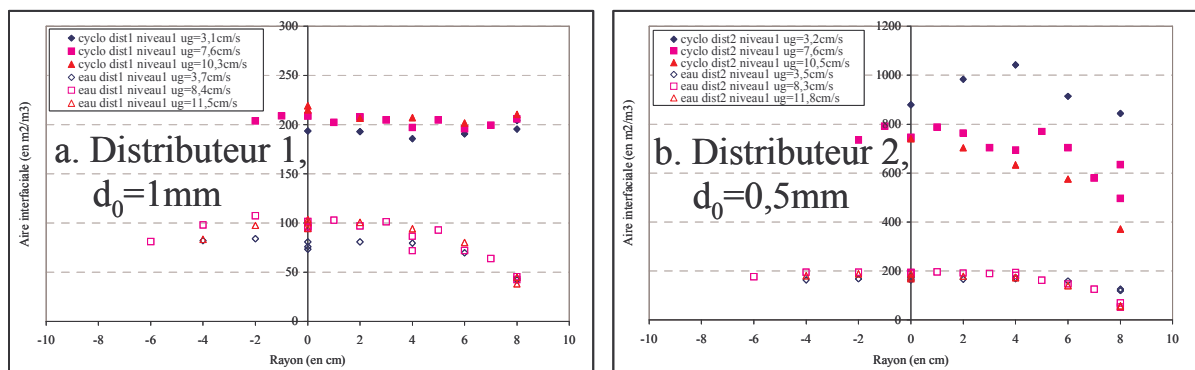 300
250
200
150
100
50
0
-10
-8
-6
-4
-2
0
2
4
6
8
10
Rayon (en cm)
Aire interfaciale (en m2/m3)
cyclo dist1 niveau1 ug=3,1cm/s
cyclo dist1 niveau1 ug=7,6cm/s
cyclo dist1 niveau1 ug=10,3cm/s
eau dist1 niveau1 ug=3,7cm/s
eau dist1 niveau1 ug=8,4cm/s
eau dist1 niveau1 ug=11,5cm/s
a. Distributeur 1,
d₀=1mm
1200
1000
800
600
400
200
0
-10
-8
-6
-4
-2
0
2
4
6
8
10
Rayon (en cm)
Aire interfaciale (en m2/m3)
cyclo dist2 niveau1 ug=3,2cm/s
cyclo dist2 niveau1 ug=7,6cm/s
cyclo dist2 niveau1 ug=10,5cm/s
eau dist2 niveau1 ug=3,5cm/s
eau dist2 niveau1 ug=8,3cm/s
eau dist2 niveau1 ug=11,8cm/s
b. Distributeur 2,
d₀=0,5mm